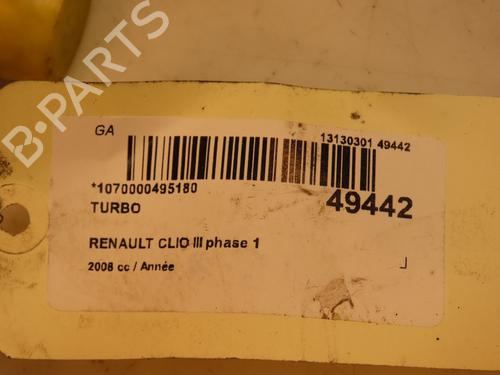 B-PARTS
GA
13130301 49442
*1070000495180
49442
TURBO
RENAULT CLIO III phase 1
2008 cc / Année